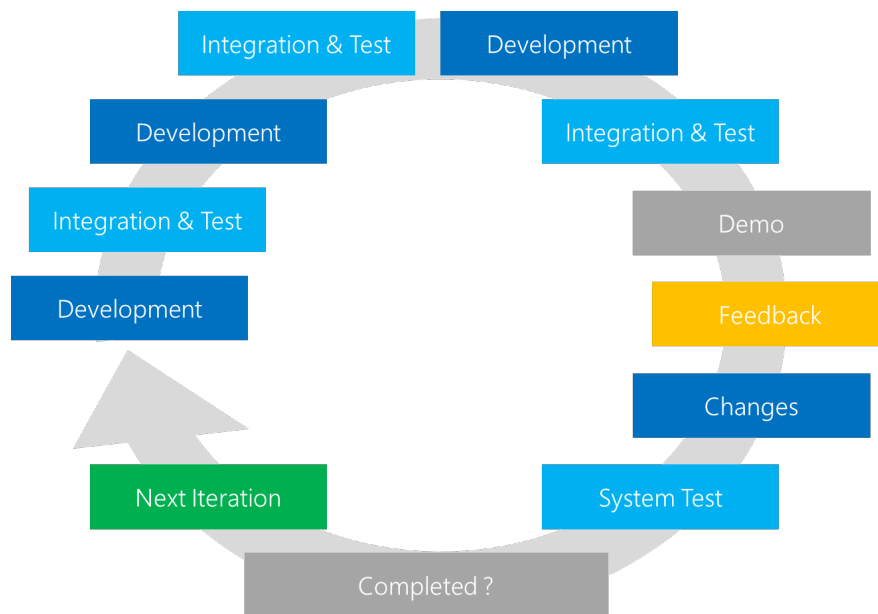 Integration & Test
Development
Development
Integration & Test
Integration & Test
Demo
Development
Feedback
Changes
Next Iteration
System Test
Completed ?